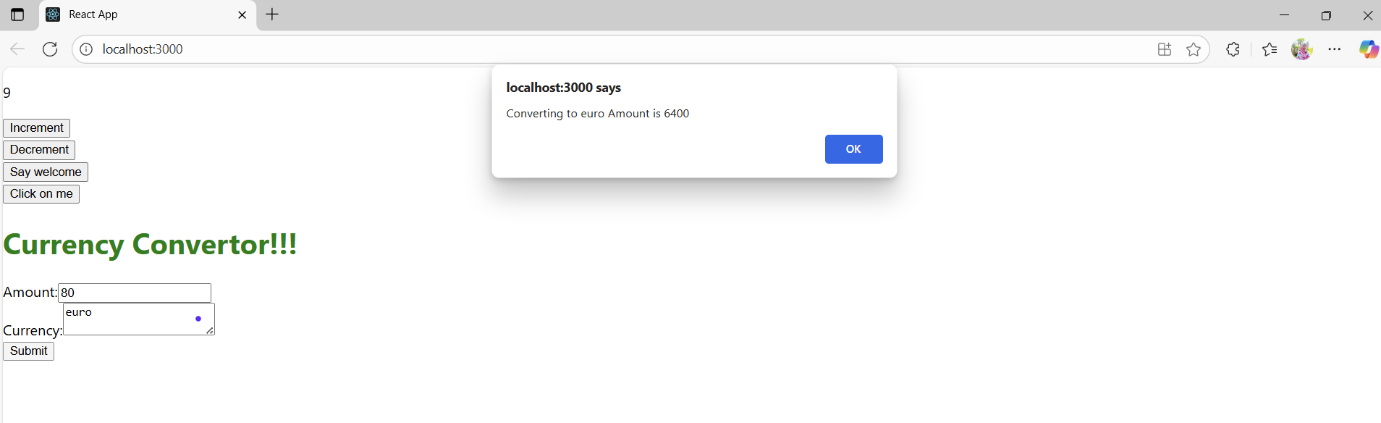 React App
localhost:3000
localhost:3000 says
Converting to euro Amount is 6400
OK
9
Increment
Decrement
Say welcome
Click on me
Currency Convertor!!!
Amount:80
euro
Currency:
Submit